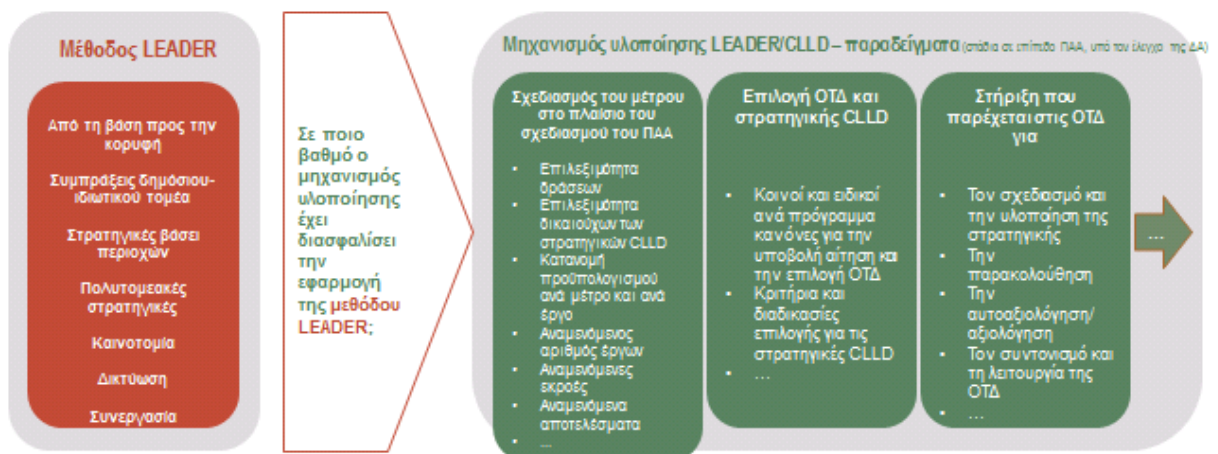 Μέθοδος LEADER
Από τη βάση προς την
κορυφή
Συμπράξεις δημόσιου-
ιδιωτικού τομέα
Στρατηγικές βάσει
περιοχών
Πολυτομεακές
στρατηγικές
Καινοτομία
Δικτύωση
Συνεργασία
Σε ποιο
βαθμό ο
μηχανισμός
υλοποίησης
έχει
διασφαλίσει
την
εφαρμογή
της μεθόδου
LEADER;
Μηχανισμός υλοποίησης LEADER/CLLD – παραδείγματα (στάδια σε επίπεδο ΠΑΑ, υπό τον έλεγχο της ΔΑ)
Σχεδιασμός του μέτρου
στο πλαίσιο του
σχεδιασμού του ΠΑΑ
• Επιλεξιμότητα
δράσεων
• Επιλεξιμότητα
δικαιούχων των
στρατηγικών CLLD
• Κατανομή
προϋπολογισμού
ανά μέτρο και ανά
έργο
• Αναμενόμενος
αριθμός έργων
• Αναμενόμενες
εκροές
• Αναμενόμενα
αποτελέσματα
• ...
Επιλογή ΟΤΔ και
στρατηγικής CLLD
• Κοινοί και ειδικοί
ανά πρόγραμμα
κανόνες για την
υποβολή αίτηση και
την επιλογή ΟΤΔ
• Κριτήρια και
διαδικασίες
επιλογής για τις
στρατηγικές CLLD
• ...
Στήριξη που
παρέχεται στις ΟΤΔ
για
• Τον σχεδιασμό και
την υλοποίηση της
στρατηγικής
• Την
παρακολούθηση
• Την
αυτοαξιολόγηση/
αξιολόγηση
• Τον συντονισμό και
τη λειτουργία της
ΟΤΔ
• ...
...